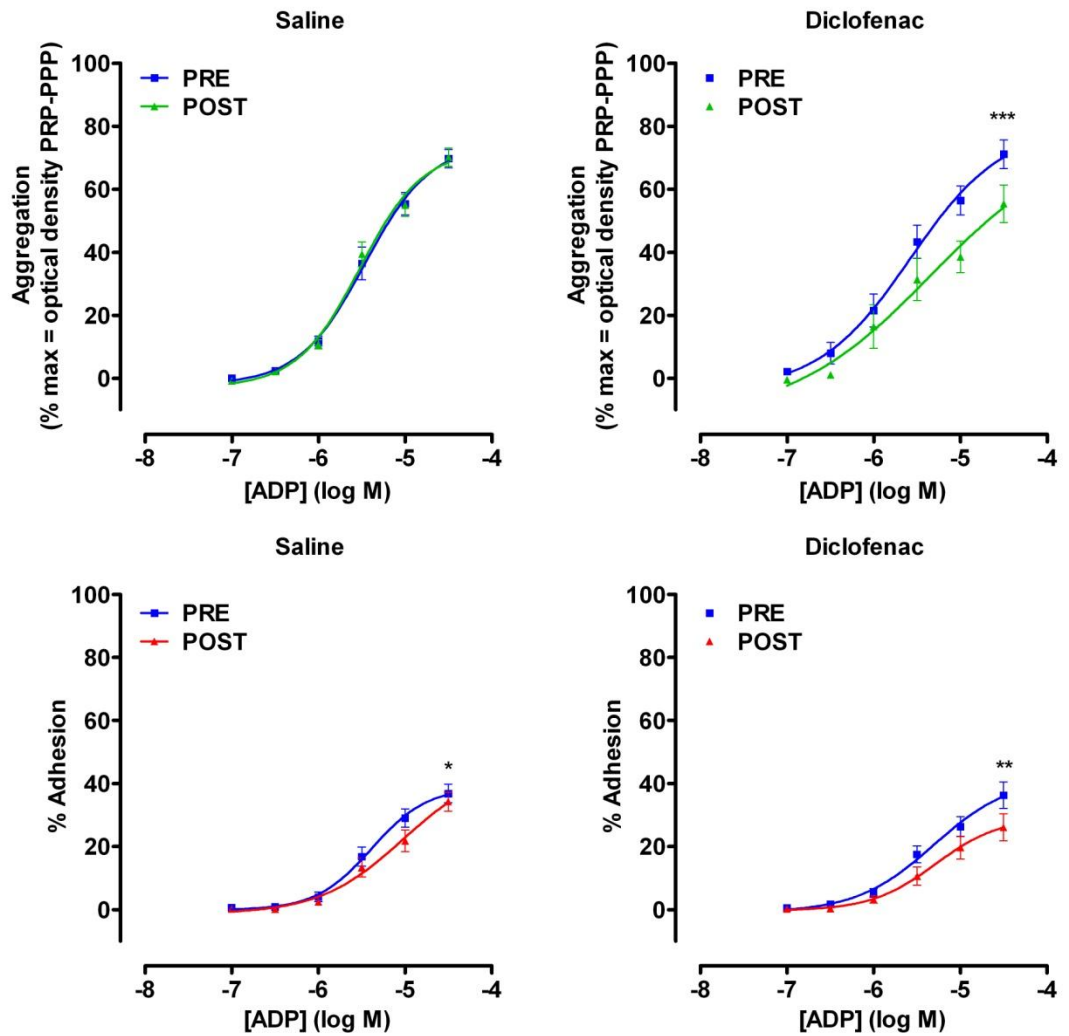 Saline
Aggregation
(% max = optical density PRP-PPP)
100
80
60
40
20
0
PRE
POST
-8 -7 -6 -5 -4
[ADP] (log M)
Diclofenac
Aggregation
(% max = optical density PRP-PPP)
100
80
60
40
20
0
PRE
POST
***
-8 -7 -6 -5 -4
[ADP] (log M)
Saline
% Adhesion
100
80
60
40
20
0
PRE
POST
*
-8 -7 -6 -5 -4
[ADP] (log M)
Diclofenac
% Adhesion
100
80
60
40
20
0
PRE
POST
**
-8 -7 -6 -5 -4
[ADP] (log M)